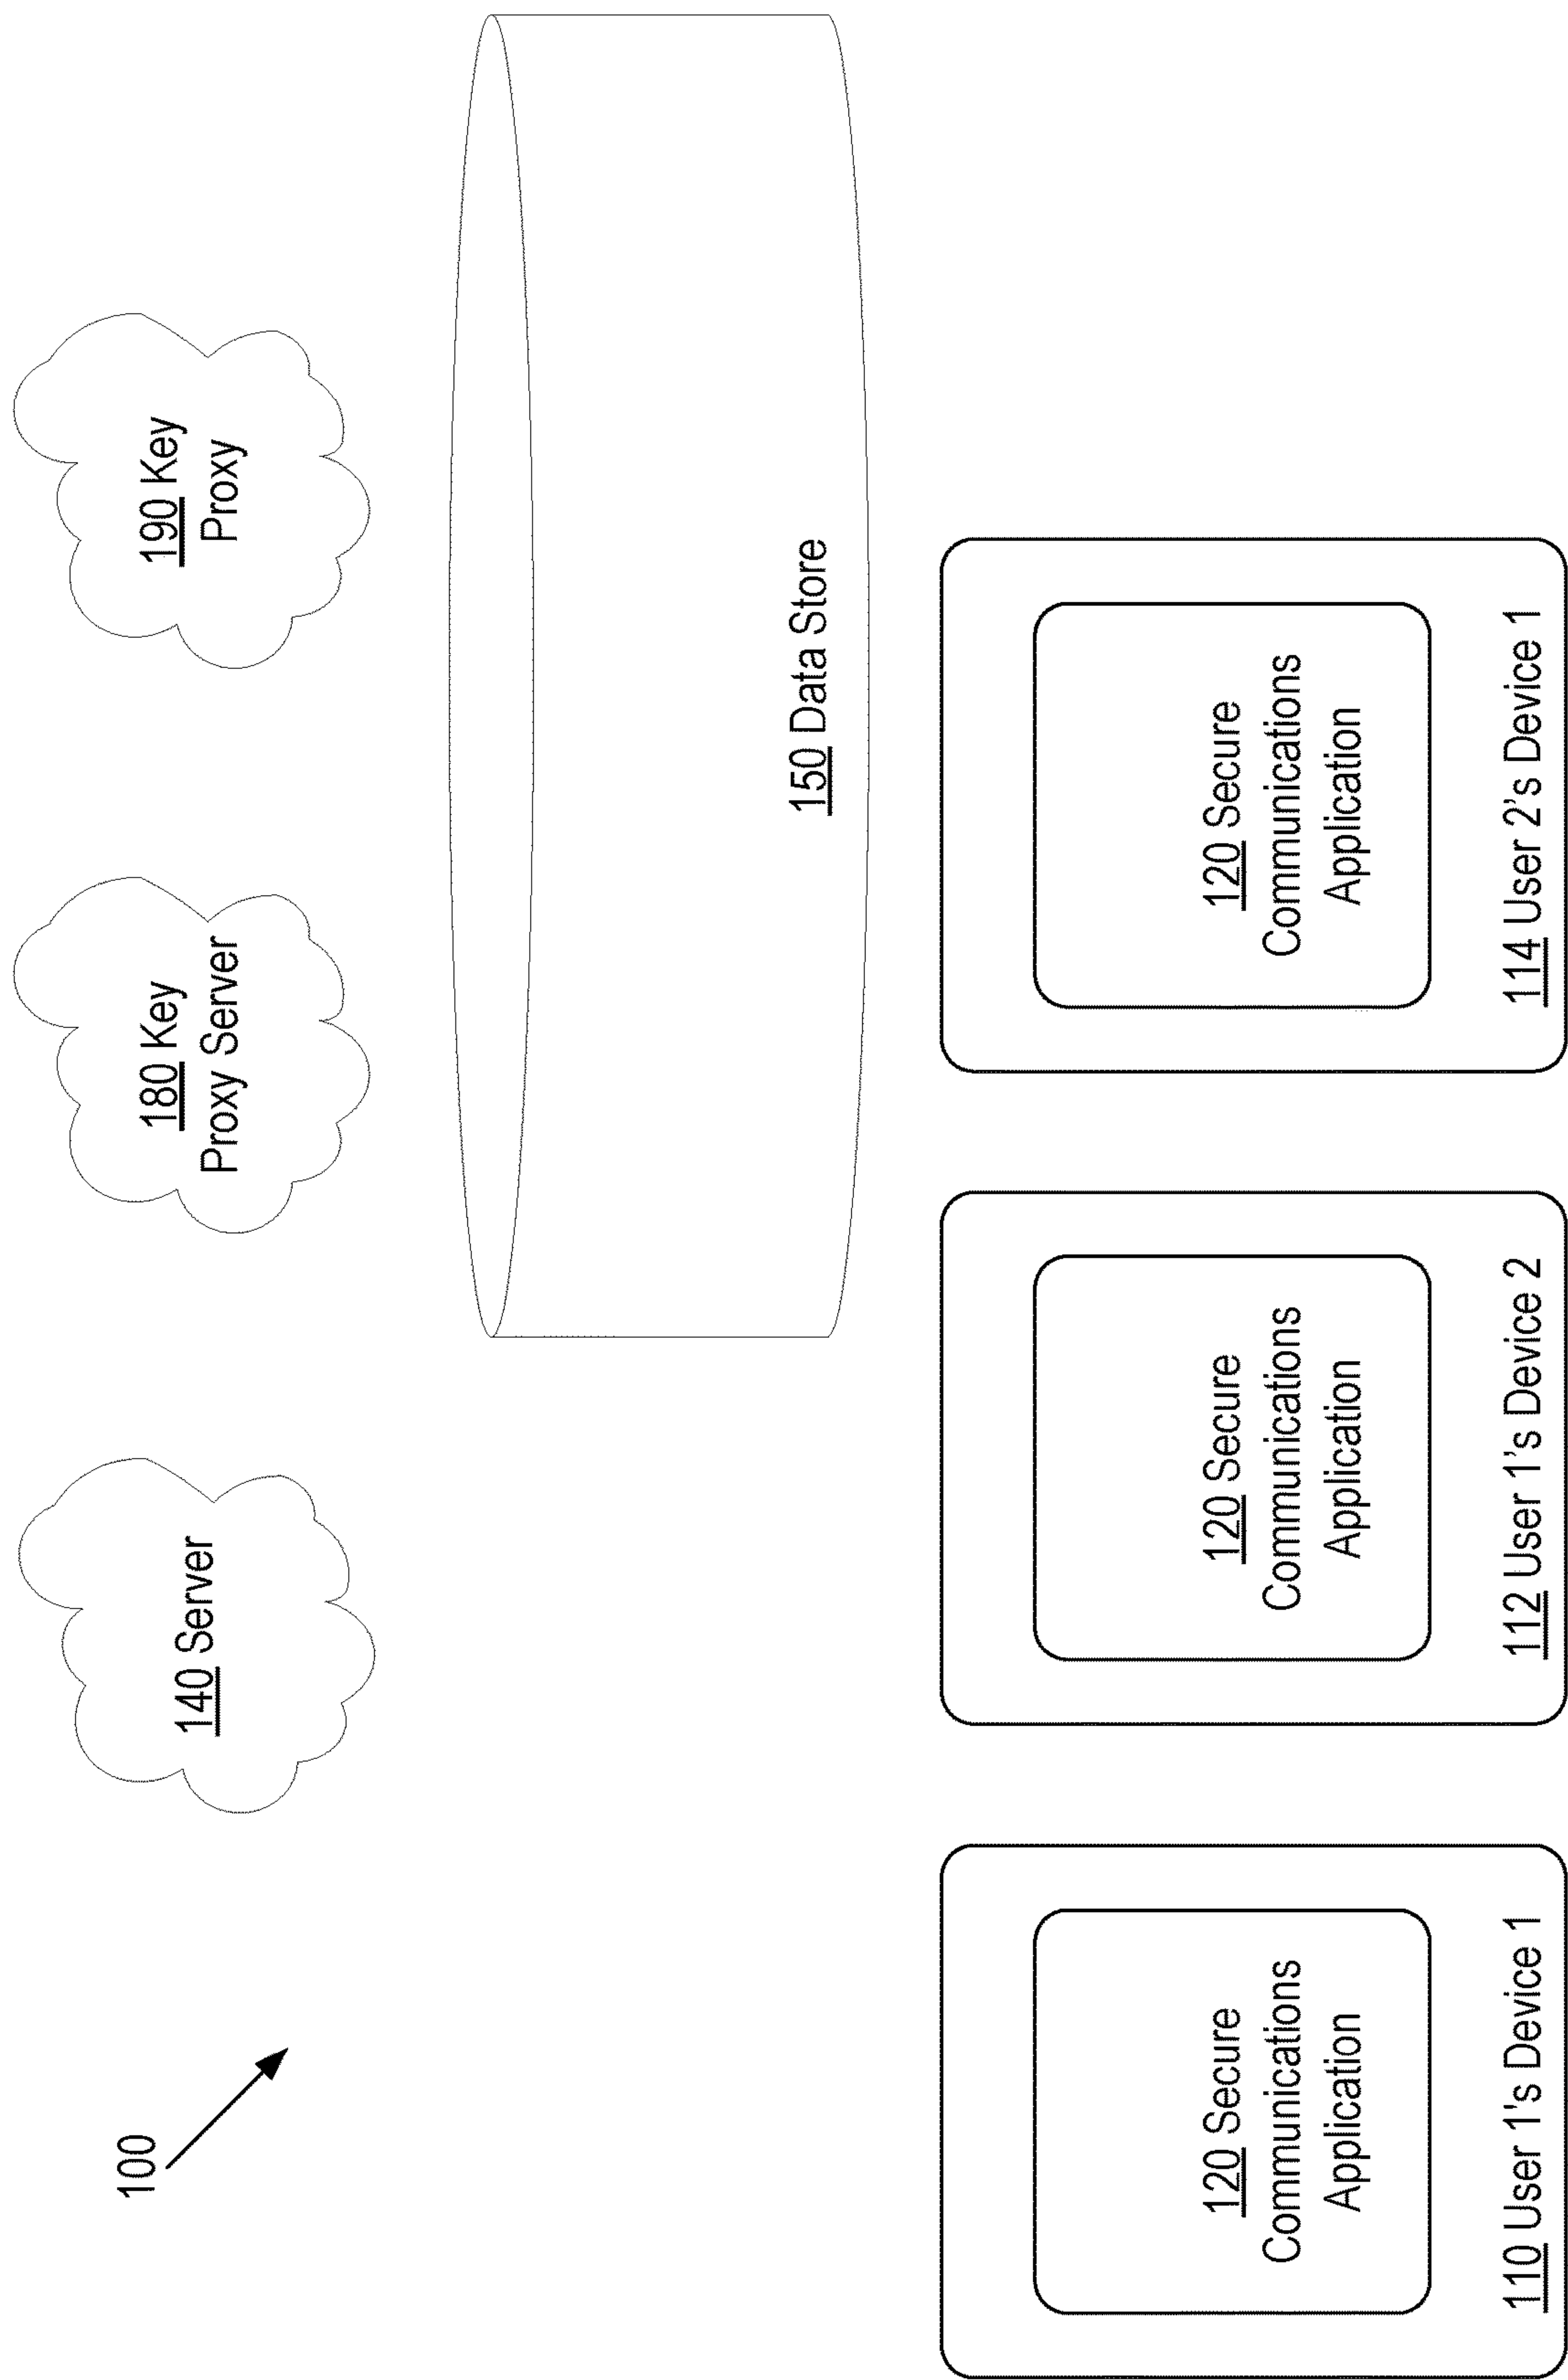 100
140 Server
180 Key
Proxy Server
190 Key
Proxy
150 Data Store
120 Secure
Communications
Application
110 User 1's Device 1
120 Secure
Communications
Application
112 User 1's Device 2
120 Secure
Communications
Application
114 User 2's Device 1